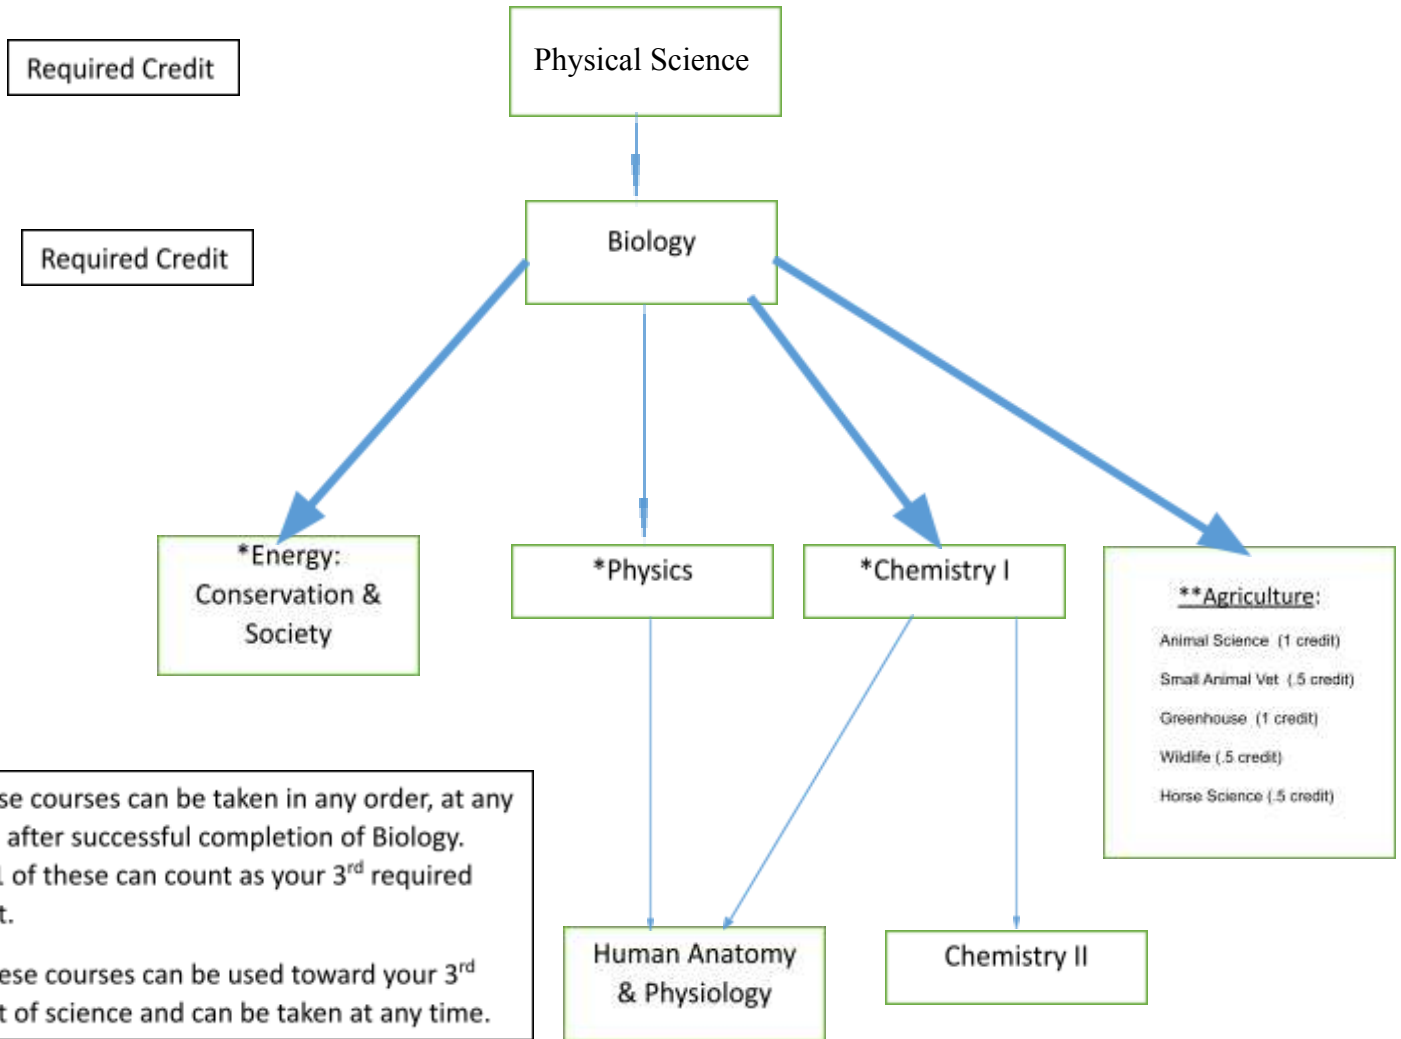 Physical Science
Required Credit
Biology
Required Credit
*Energy:
Conservation &
Society
*Physics
*Chemistry I
**Agriculture:
Animal Science (1 credit)
Small Animal Vet (.5 credit)
Greenhouse (1 credit)
Wildlife (.5 credit)
Horse Science (.5 credit)
courses can be taken in any order, at any
after successful completion of Biology.
of these can count as your 3rd required
courses can be used toward your 3rd
of science and can be taken at any time.
Human Anatomy
& Physiology
Chemistry II